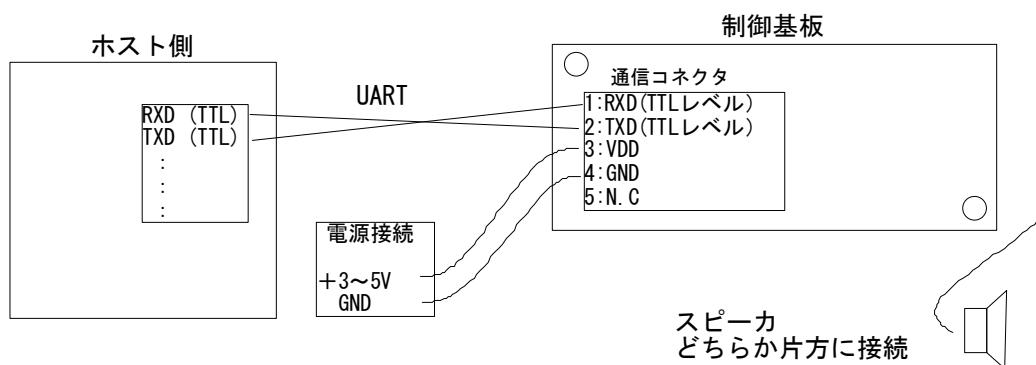 ホスト側
RXD (TTL)
TXD (TTL)
:
:
:
UART
制御基板
通信コネクタ
1:RXD(TTLレベル)
2:TXD(TTLレベル)
3:VDD
4:GND
5:N.C
電源接続
+3～5V
GND
スピーカ
どちらか片方に接続